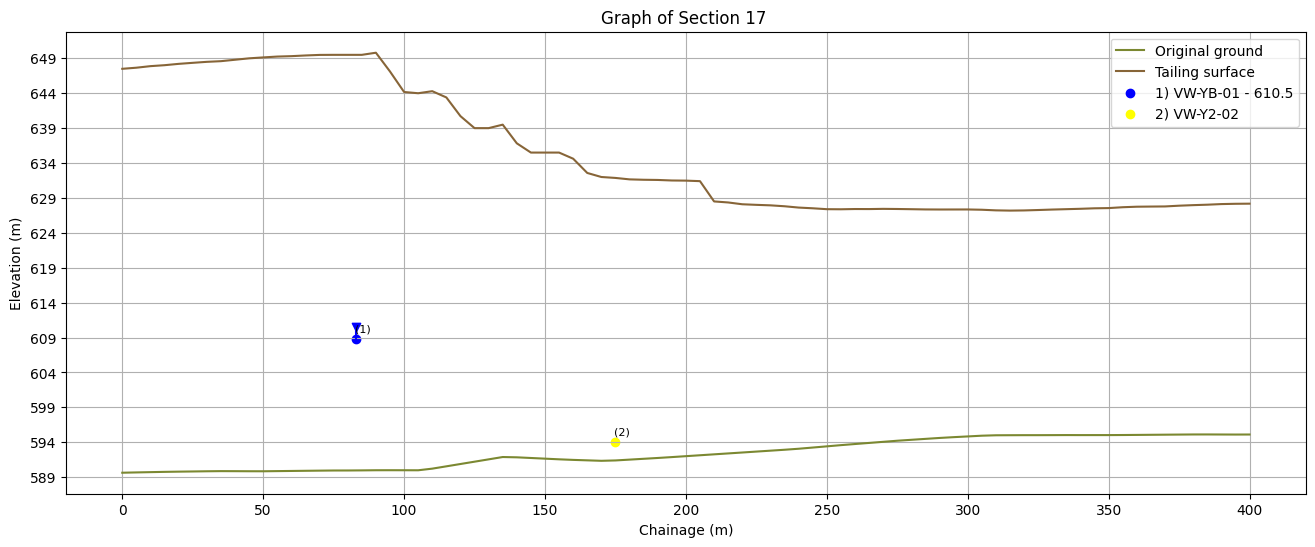 Graph of Section 17
Original ground
Tailing surface
1) VW-YB-01 - 610.5
2) VW-Y2-02
Elevation (m)
649
644
639
634
629
624
619
614
609
604
599
594
589
(1)
(2)
0 50 100 150 200 250 300 350 400
Chainage (m)